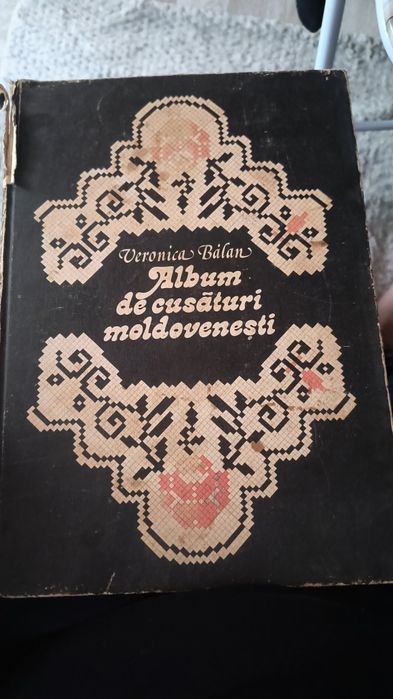 Veronica Bălan
Album
de cusături
moldovenești